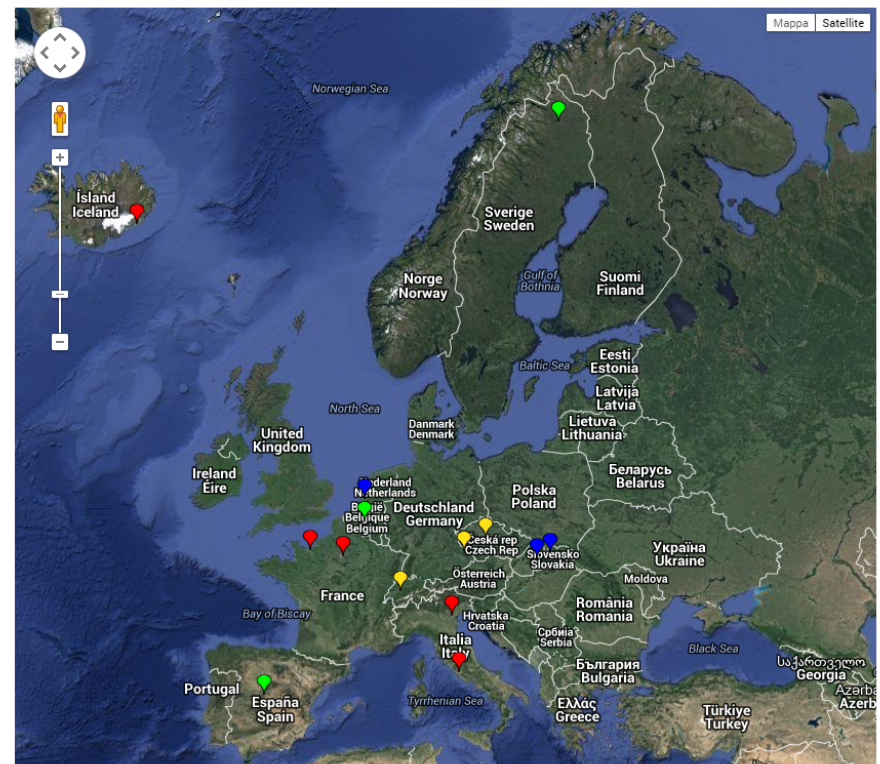 Mappa
Satellite
Norwegian Sea
Ísland
Iceland
Sverige
Sweden
Norge
Norway
Gulf of
Bothnia
Suomi
Finland
Baltic Sea
Eesti
Estonia
Latvija
Latvia
Lietuva
Lithuania
North Sea
Danmark
Denmark
United
Kingdom
Ireland
Éire
Беларусь
Belarus
Netherlands
Belgique
Belgium
Deutschland
Germany
Polska
Poland
Česká rep
Czech Rep
Slovensko
Slovakia
Україна
Ukraine
Moldova
Österreich
Austria
France
Bay of Biscay
România
Romania
Hrvatska
Croatia
Србија
Serbia
Italia
Italy
България
Bulgaria
Black Sea
საქართველო
Georgia
Portugal
España
Spain
Tyrrhenian Sea
Ελλάς
Greece
Türkiye
Turkey
+
−